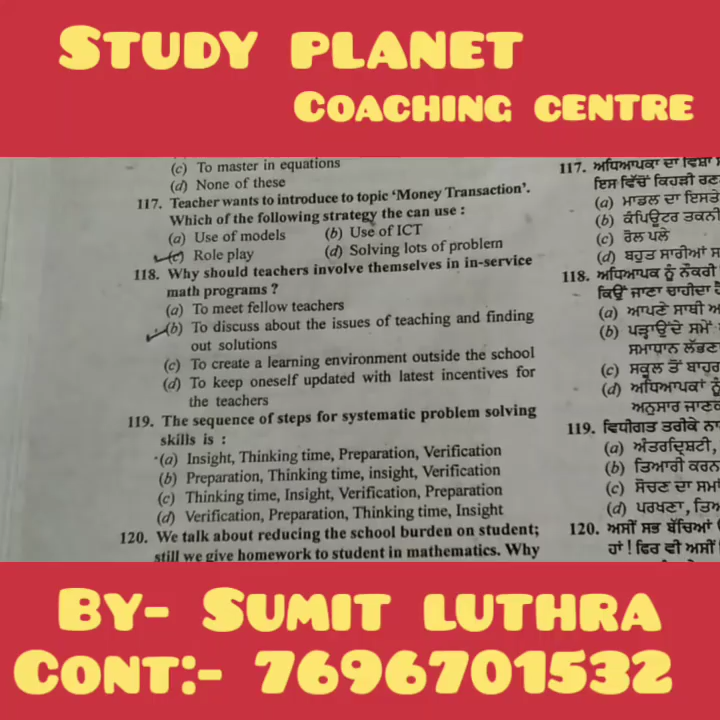 STUDY PLANET
COACHING CENTRE
(c) To master in equations
(d) None of these
117. Teacher wants to introduce to topic ‘Money Transaction’.
Which of the following strategy the can use :
(a) Use of models (b) Use of ICT
(c) Role play (d) Solving lots of problem
118. Why should teachers involve themselves in in-service
math programs ?
(a) To meet fellow teachers
(b) To discuss about the issues of teaching and finding
out solutions
(c) To create a learning environment outside the school
(d) To keep oneself updated with latest incentives for
the teachers
119. The sequence of steps for systematic problem solving
skills is :
(a) Insight, Thinking time, Preparation, Verification
(b) Preparation, Thinking time, insight, Verification
(c) Thinking time, Insight, Verification, Preparation
(d) Verification, Preparation, Thinking time, Insight
120. We talk about reducing the school burden on student;
still we give homework to student in mathematics. Why
117. ਅਧਿਆਪਕਾ ਦਾ ਵਿਸ਼ਾ
ਇਸ ਵਿੱਚੋਂ ਕਿਹੜੀ ਰਣ
(a) ਮਾਡਲ ਦਾ ਇਸਤੇ
(b) ਕੰਪਿਊਟਰ ਤਕਨੀ
(c) ਰੋਲ ਪਲੇ
(d) ਬਹੁਤ ਸਾਰੀਆਂ ਸ
118. ਅਧਿਆਪਕ ਨੂੰ ਨੌਕਰੀ
ਕਿਉਂ ਜਾਣਾ ਚਾਹੀਦਾ ਹੈ
(a) ਆਪਣੇ ਸਾਥੀ ਅ
(b) ਪੜ੍ਹਾਉਂਦੇ ਸਮੇਂ
ਸਮਾਧਾਨ ਲੱਭਣਾ
(c) ਸਕੂਲ ਤੋਂ ਬਾਹਰ
(d) ਅਧਿਆਪਕਾਂ ਨੂੰ
ਅਨੁਸਾਰ ਜਾਣਕ
119. ਵਿਧੀਗਤ ਤਰੀਕੇ ਨਾ
(a) ਅੰਤਰਦ੍ਰਿਸ਼ਟੀ,
(b) ਤਿਆਰੀ ਕਰਨ
(c) ਸੋਚਣ ਦਾ ਸਮਾਂ
(d) ਪਰਖਣਾ, ਤਿਆ
120. ਅਸੀਂ ਸਭ ਬੱਚਿਆਂ
ਹਾਂ ! ਫਿਰ ਵੀ ਅਸੀਂ
BY- SUMIT LUTHRA
CONT:- 7696701532